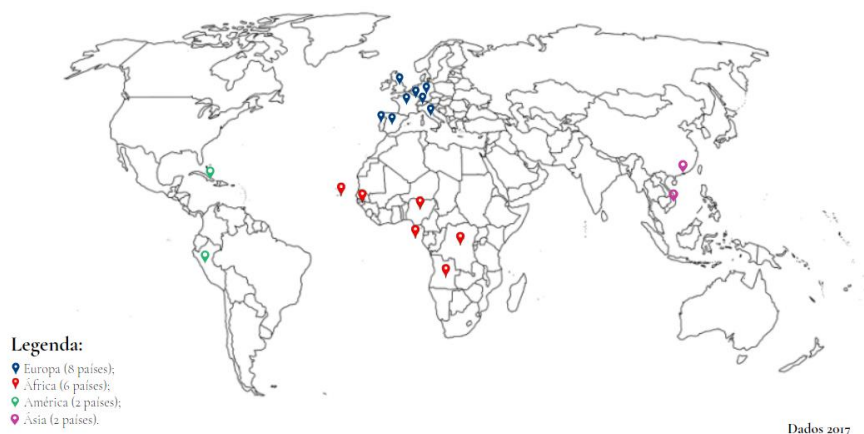 Legenda:
Europa (8 países);
África (6 países);
América (2 países);
Ásia (2 países).
Dados 2017